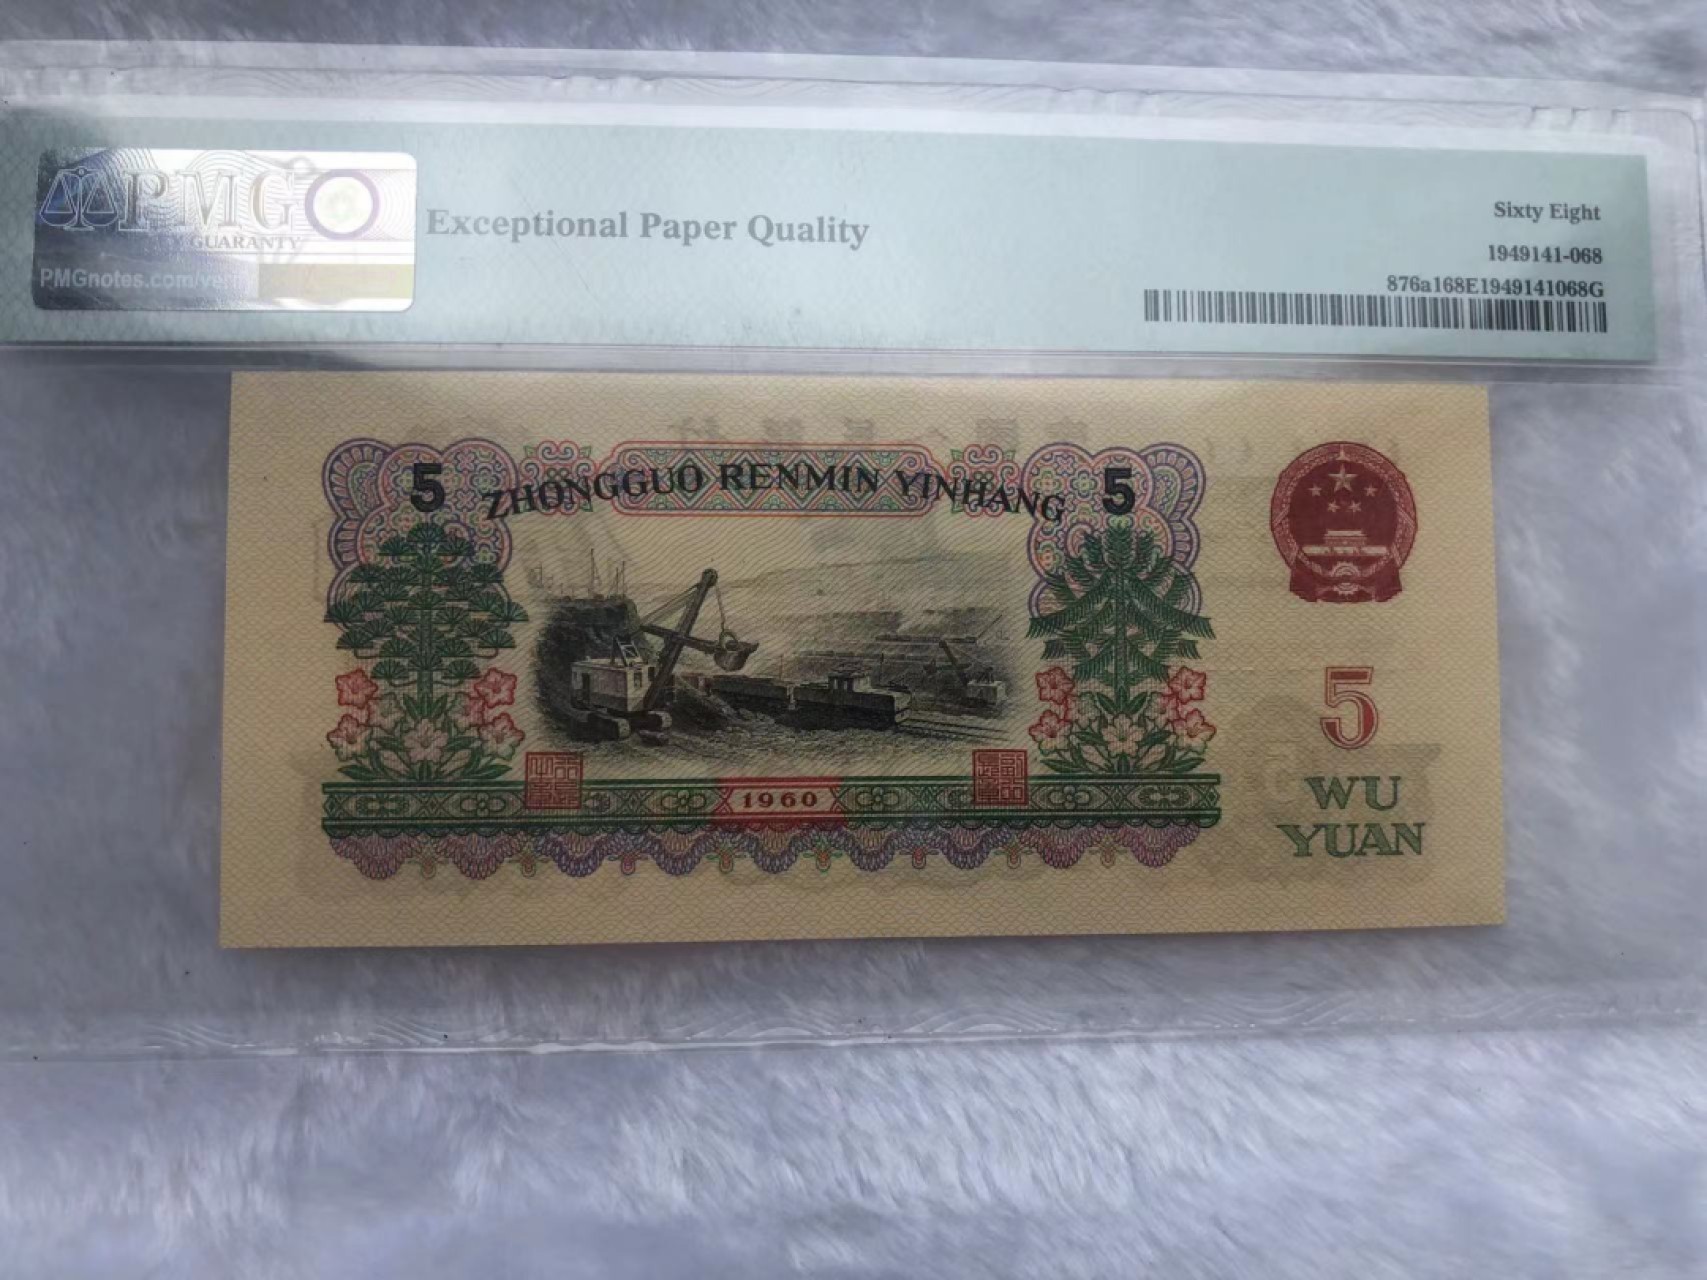 PMG
GUARANTY
PMGnotes.com/veri
Exceptional Paper Quality
Sixty Eight
1949141-068
876a168E1949141068G
5 ZHONGGUO RENMIN YINHANG 5
5
1960
WU
YUAN